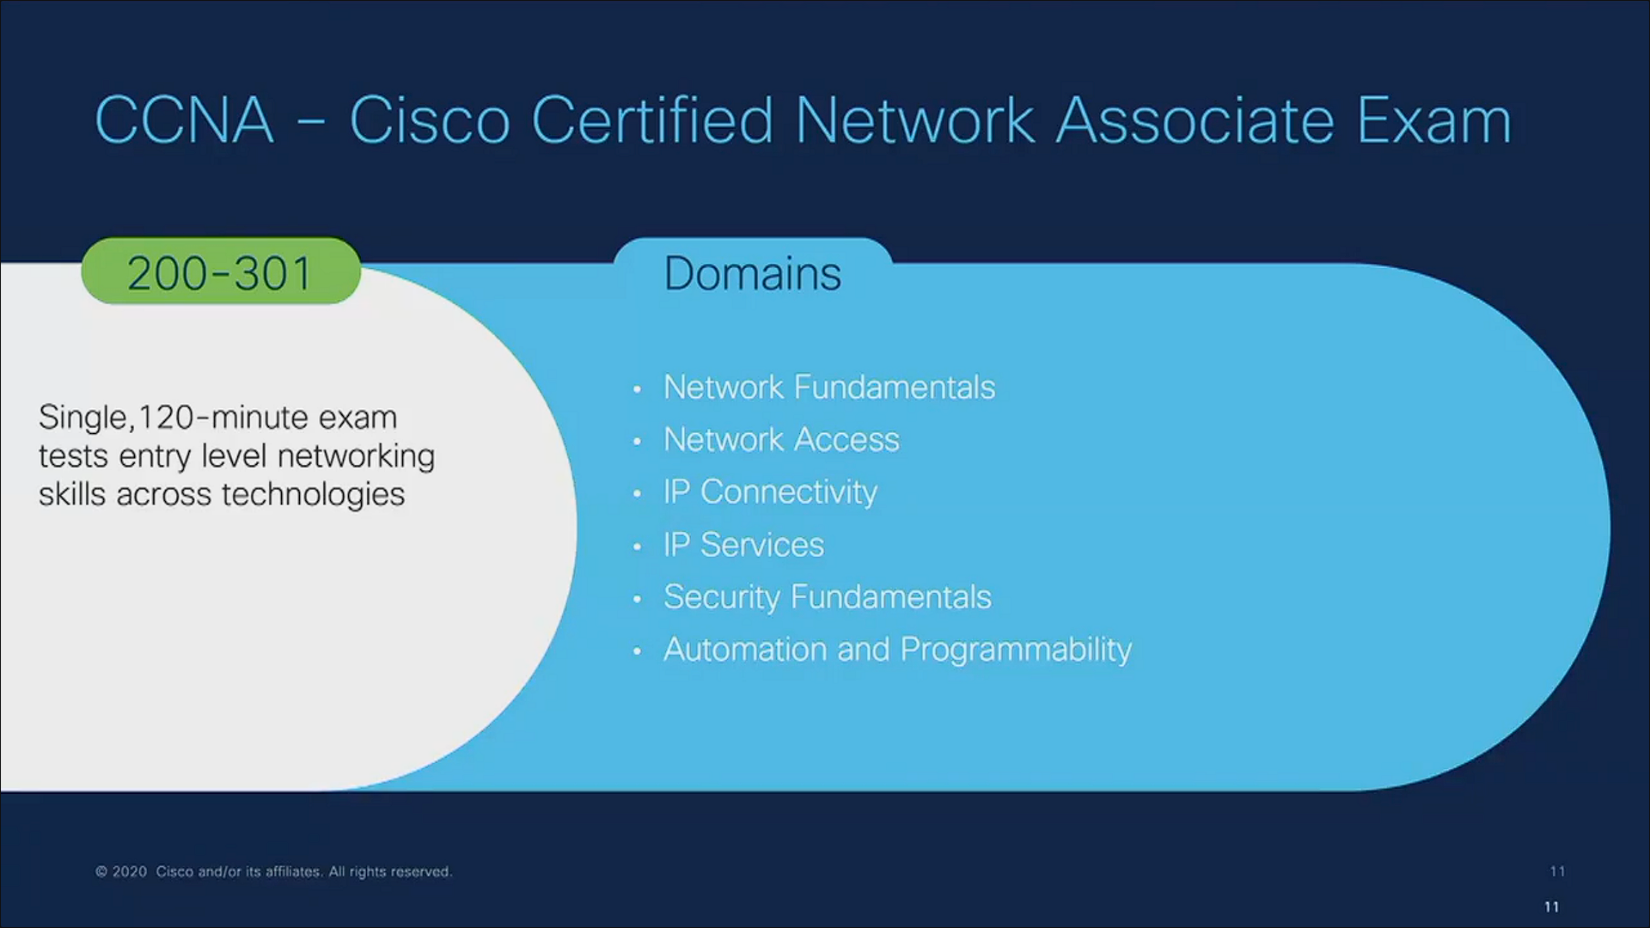 CCNA – Cisco Certified Network Associate Exam
200-301
Single,120-minute exam
tests entry level networking
skills across technologies
Domains
• Network Fundamentals
• Network Access
• IP Connectivity
• IP Services
• Security Fundamentals
• Automation and Programmability
© 2020 Cisco and/or its affiliates. All rights reserved.
11
11